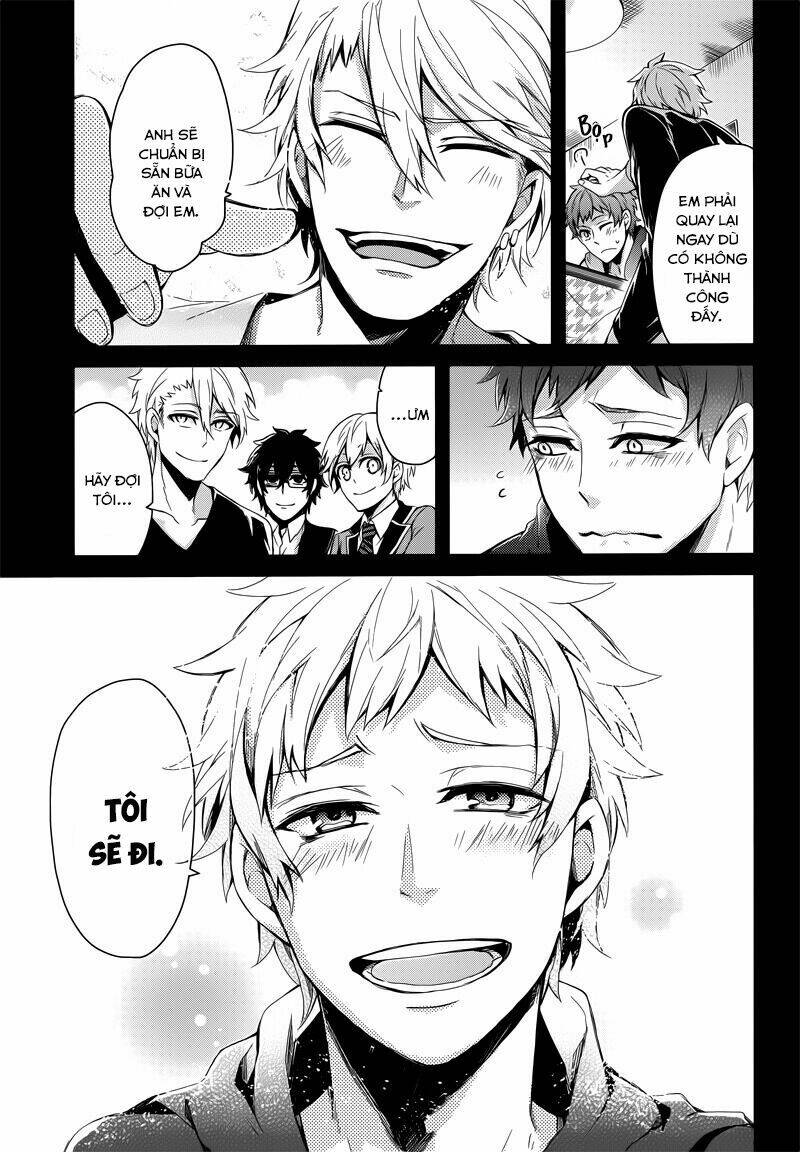 BỘP
EM PHẢI
QUAY LẠI
NGAY DÙ
CÓ KHÔNG
THÀNH
CÔNG
ĐẤY.
ANH SẼ
CHUẨN BỊ
SẴN BỮA
ĂN VÀ
ĐỢI EM.
...ƯM
HÃY ĐỢI
TÔI...
TÔI
SẼ ĐI.